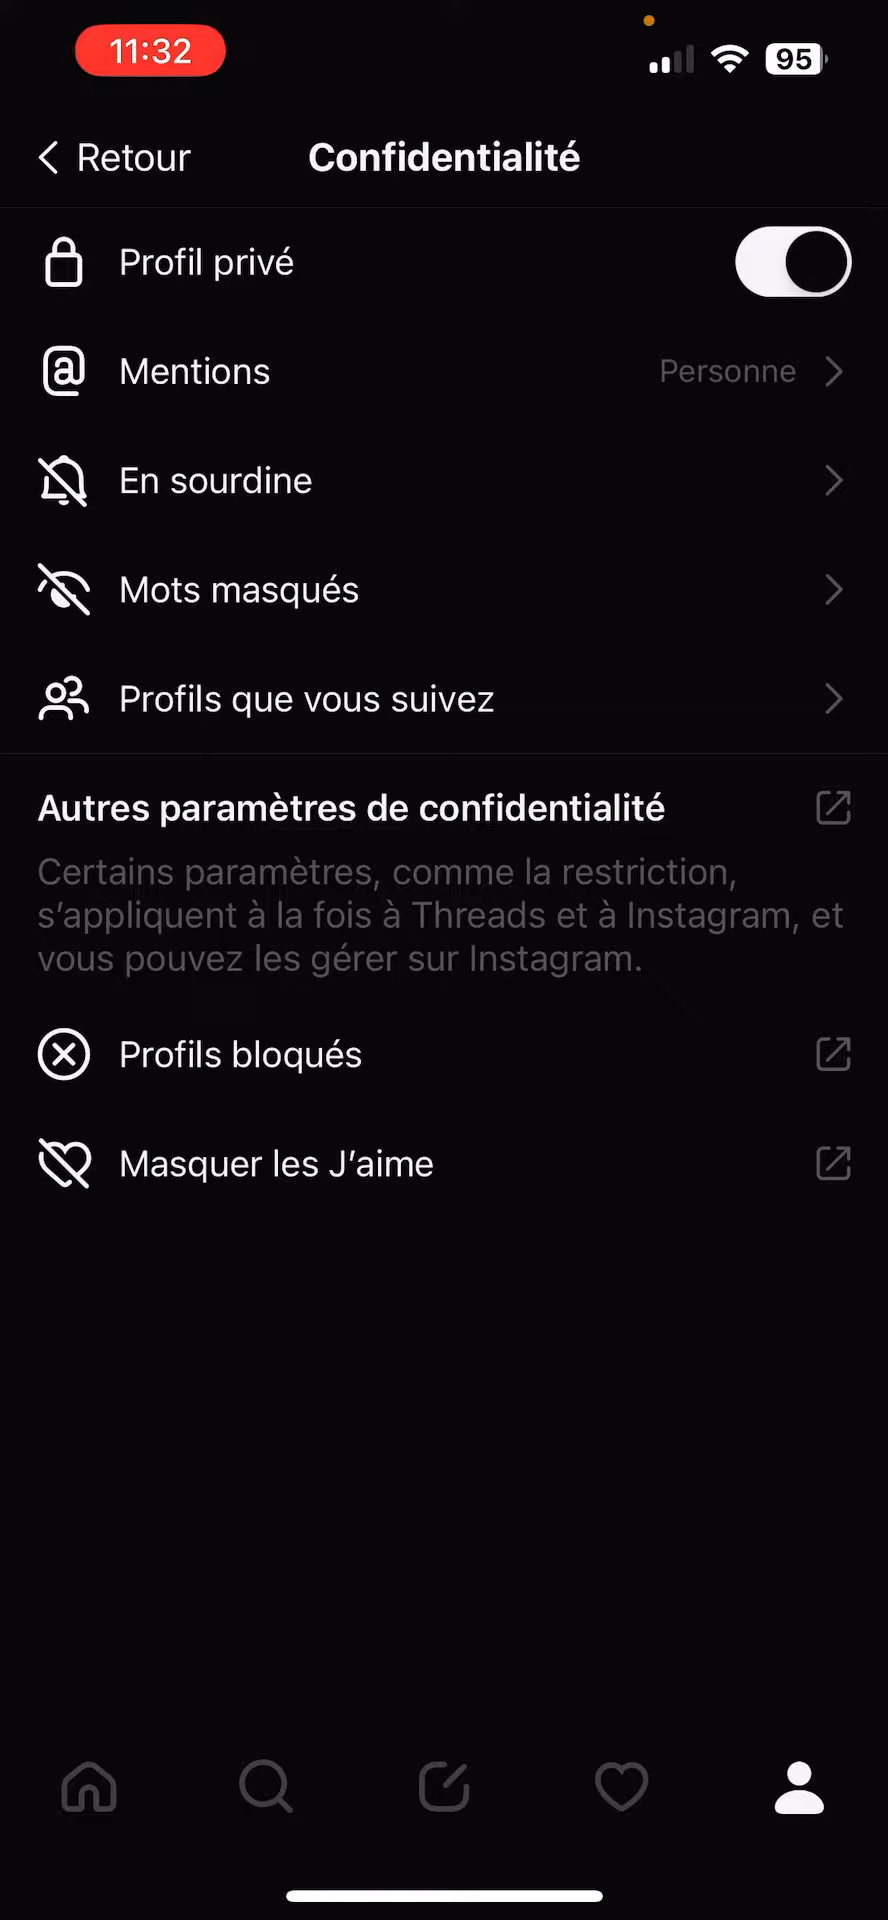 11:32
95
Retour
Confidentialité
Profil privé
Mentions
Personne
En sourdine
Mots masqués
Profils que vous suivez
Autres paramètres de confidentialité
Certains paramètres, comme la restriction,
s’appliquent à la fois à Threads et à Instagram, et
vous pouvez les gérer sur Instagram.
Profils bloqués
Masquer les J’aime